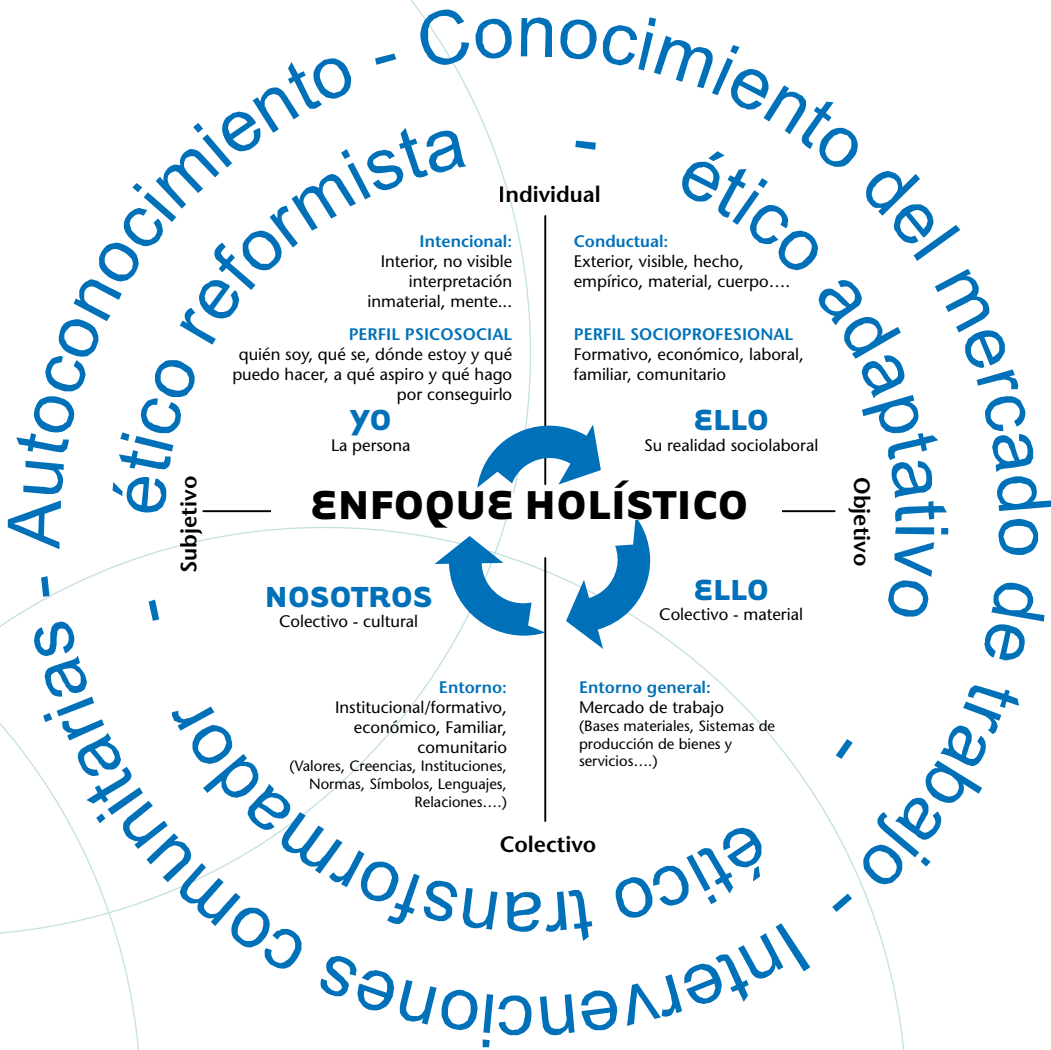 Autoconocimiento - Conocimiento del mercado de trabajo - Intervenciones comunitarias -
ético reformista - ético adaptativo - ético transformador -
Individual
Intencional:
Interior, no visible
interpretación
inmaterial, mente...
PERFIL PSICOSOCIAL
quién soy, qué se, dónde estoy y qué
puedo hacer, a qué aspiro y qué hago
por conseguirlo
YO
La persona
Conductual:
Exterior, visible, hecho,
empírico, material, cuerpo....
PERFIL SOCIOPROFESIONAL
Formativo, económico, laboral,
familiar, comunitario
ELLO
Su realidad sociolaboral
Subjetivo
ENFOQUE HOLÍSTICO
Objetivo
NOSOTROS
Colectivo - cultural
Entorno:
Institucional/formativo,
económico, Familiar,
comunitario
(Valores, Creencias, Instituciones,
Normas, Símbolos, Lenguajes,
Relaciones....)
ELLO
Colectivo - material
Entorno general:
Mercado de trabajo
(Bases materiales, Sistemas de
producción de bienes y
servicios....)
Colectivo